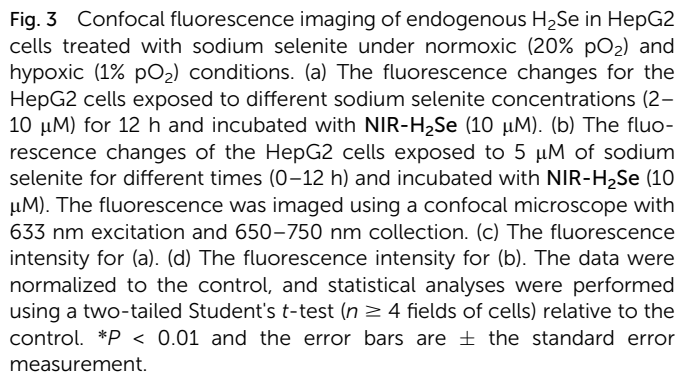 Fig. 3 Confocal fluorescence imaging of endogenous H₂Se in HepG2
cells treated with sodium selenite under normoxic (20% pO₂) and
hypoxic (1% pO₂) conditions. (a) The fluorescence changes for the
HepG2 cells exposed to different sodium selenite concentrations (2–
10 μM) for 12 h and incubated with NIR-H₂Se (10 μM). (b) The fluo-
rescence changes of the HepG2 cells exposed to 5 μM of sodium
selenite for different times (0–12 h) and incubated with NIR-H₂Se (10
μM). The fluorescence was imaged using a confocal microscope with
633 nm excitation and 650–750 nm collection. (c) The fluorescence
intensity for (a). (d) The fluorescence intensity for (b). The data were
normalized to the control, and statistical analyses were performed
using a two-tailed Student's t-test (n ≥ 4 fields of cells) relative to the
control. *P < 0.01 and the error bars are ± the standard error
measurement.